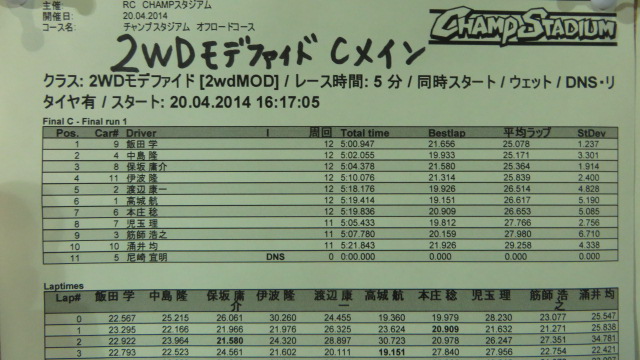 主催: RC CHAMPスタジアム
開催日: 20.04.2014
コース名: チャンプスタジアム オフロードコース
CHAMP STADIUM
2WDモデファイド Cメイン
クラス: 2WDモデファイド [2wdMOD] / レース時間: 5 分 / 同時スタート / ウェット / DNS・リ
タイヤ有 / スタート: 20.04.2014 16:17:05
Final C - Final run 1
Pos. Car# Driver I 周回 Total time Bestlap 平均ラップ StDev
1 9 飯田 学 12 5:00.947 21.656 25.078 1.237
2 4 中島 隆 12 5:02.055 19.933 25.171 3.301
3 8 保坂 庸介 12 5:04.378 21.580 25.364 1.914
4 11 伊波 隆 12 5:10.076 21.314 25.839 2.400
5 2 渡辺 康一 12 5:18.176 19.926 26.514 4.828
6 1 高城 航 12 5:19.414 19.151 26.617 5.190
7 6 本庄 稔 12 5:19.836 20.909 26.653 5.085
8 7 児玉 理 11 5:05.433 19.812 27.766 2.756
9 3 筋師 浩之 11 5:07.780 20.159 27.980 6.710
10 10 涌井 均 11 5:21.843 21.926 29.258 4.338
11 5 尼崎 宜明 DNS 0 0:00.000 0.000 0.000 0.000
Laptimes
Lap# 飯田 学 中島 隆 保坂 庸介 伊波 隆 渡辺 康一 高城 航 本庄 稔 児玉 理 筋師 浩之 涌井 均
0 22.567 25.215 26.061 30.260 24.455 19.360 19.979 28.230 23.077 25.547
1 23.295 22.166 21.966 21.976 26.325 23.624 20.909 21.632 21.271 25.838
2 22.922 23.964 21.580 24.320 28.897 30.723 20.978 26.247 27.351 34.781
3 22.793 22.523 24.561 21.602 20.111 19.151 27.840 27.956 22.754 22.421